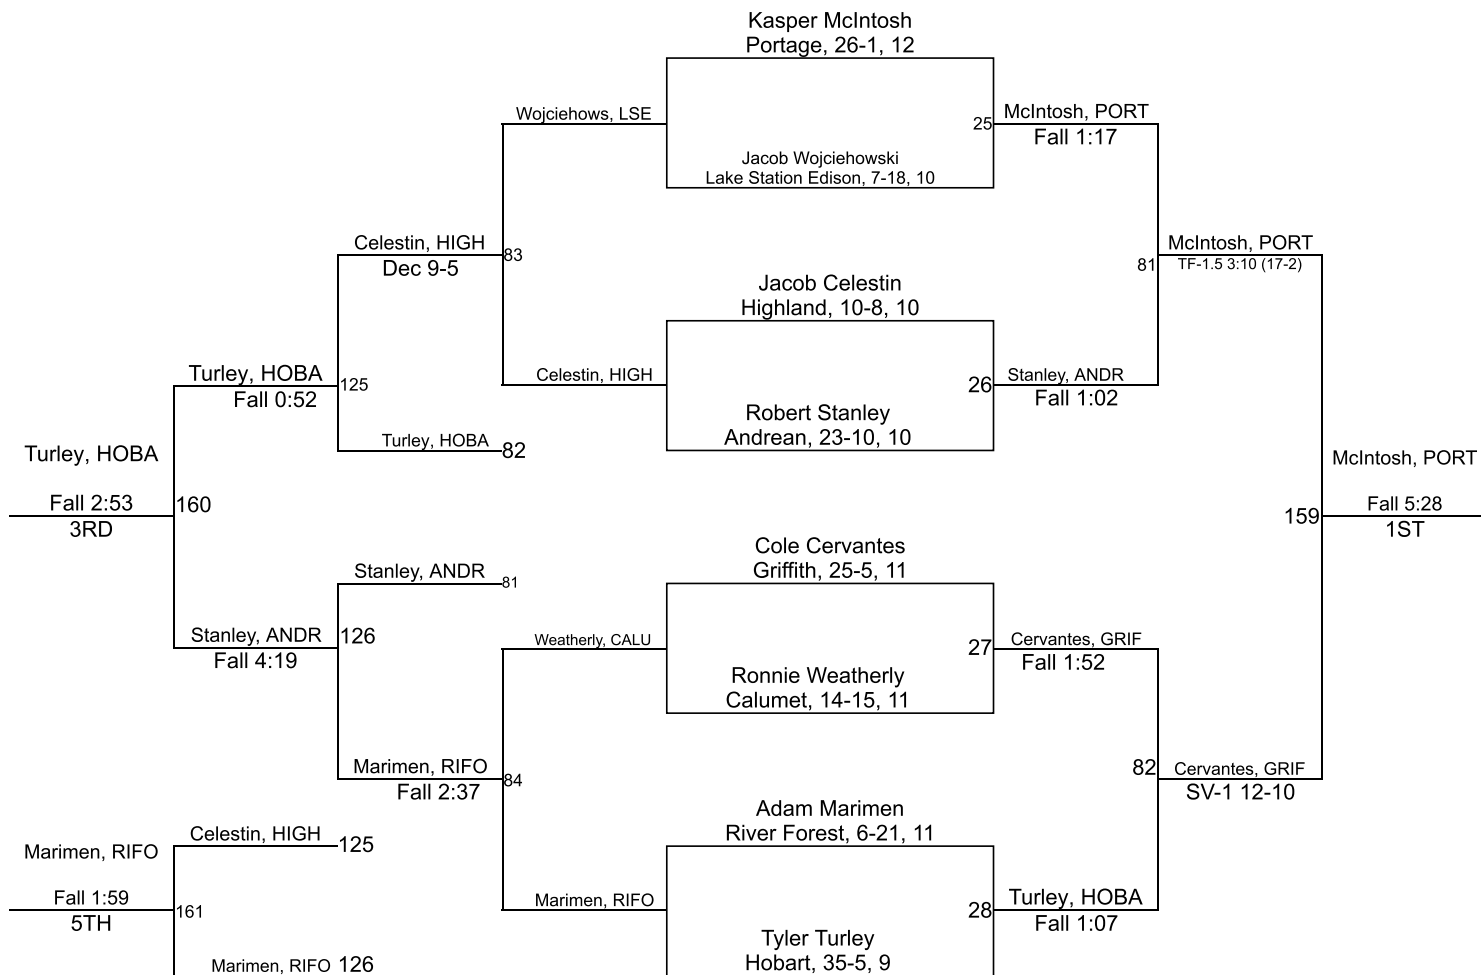 Kasper McIntosh
Portage, 26-1, 12
Wojciehows, LSE
25
McIntosh, PORT
Fall 1:17
Jacob Wojciehowski
Lake Station Edison, 7-18, 10
Celestin, HIGH
Dec 9-5
83
McIntosh, PORT
81
TF-1.5 3:10 (17-2)
Jacob Celestin
Highland, 10-8, 10
Turley, HOBA
Fall 0:52
125
Celestin, HIGH
26
Stanley, ANDR
Fall 1:02
Robert Stanley
Andrean, 23-10, 10
Turley, HOBA
82
Turley, HOBA
Fall 2:53
3RD
160
McIntosh, PORT
159
Fall 5:28
1ST
Cole Cervantes
Griffith, 25-5, 11
Stanley, ANDR
81
Stanley, ANDR
Fall 4:19
126
Weatherly, CALU
27
Cervantes, GRIF
Fall 1:52
Ronnie Weatherly
Calumet, 14-15, 11
Marimen, RIFO
Fall 2:37
84
82
Cervantes, GRIF
SV-1 12-10
Adam Marimen
River Forest, 6-21, 11
Celestin, HIGH
125
Marimen, RIFO
Fall 1:59
5TH
161
Marimen, RIFO
28
Turley, HOBA
Fall 1:07
Tyler Turley
Hobart, 35-5, 9
Marimen, RIFO
126